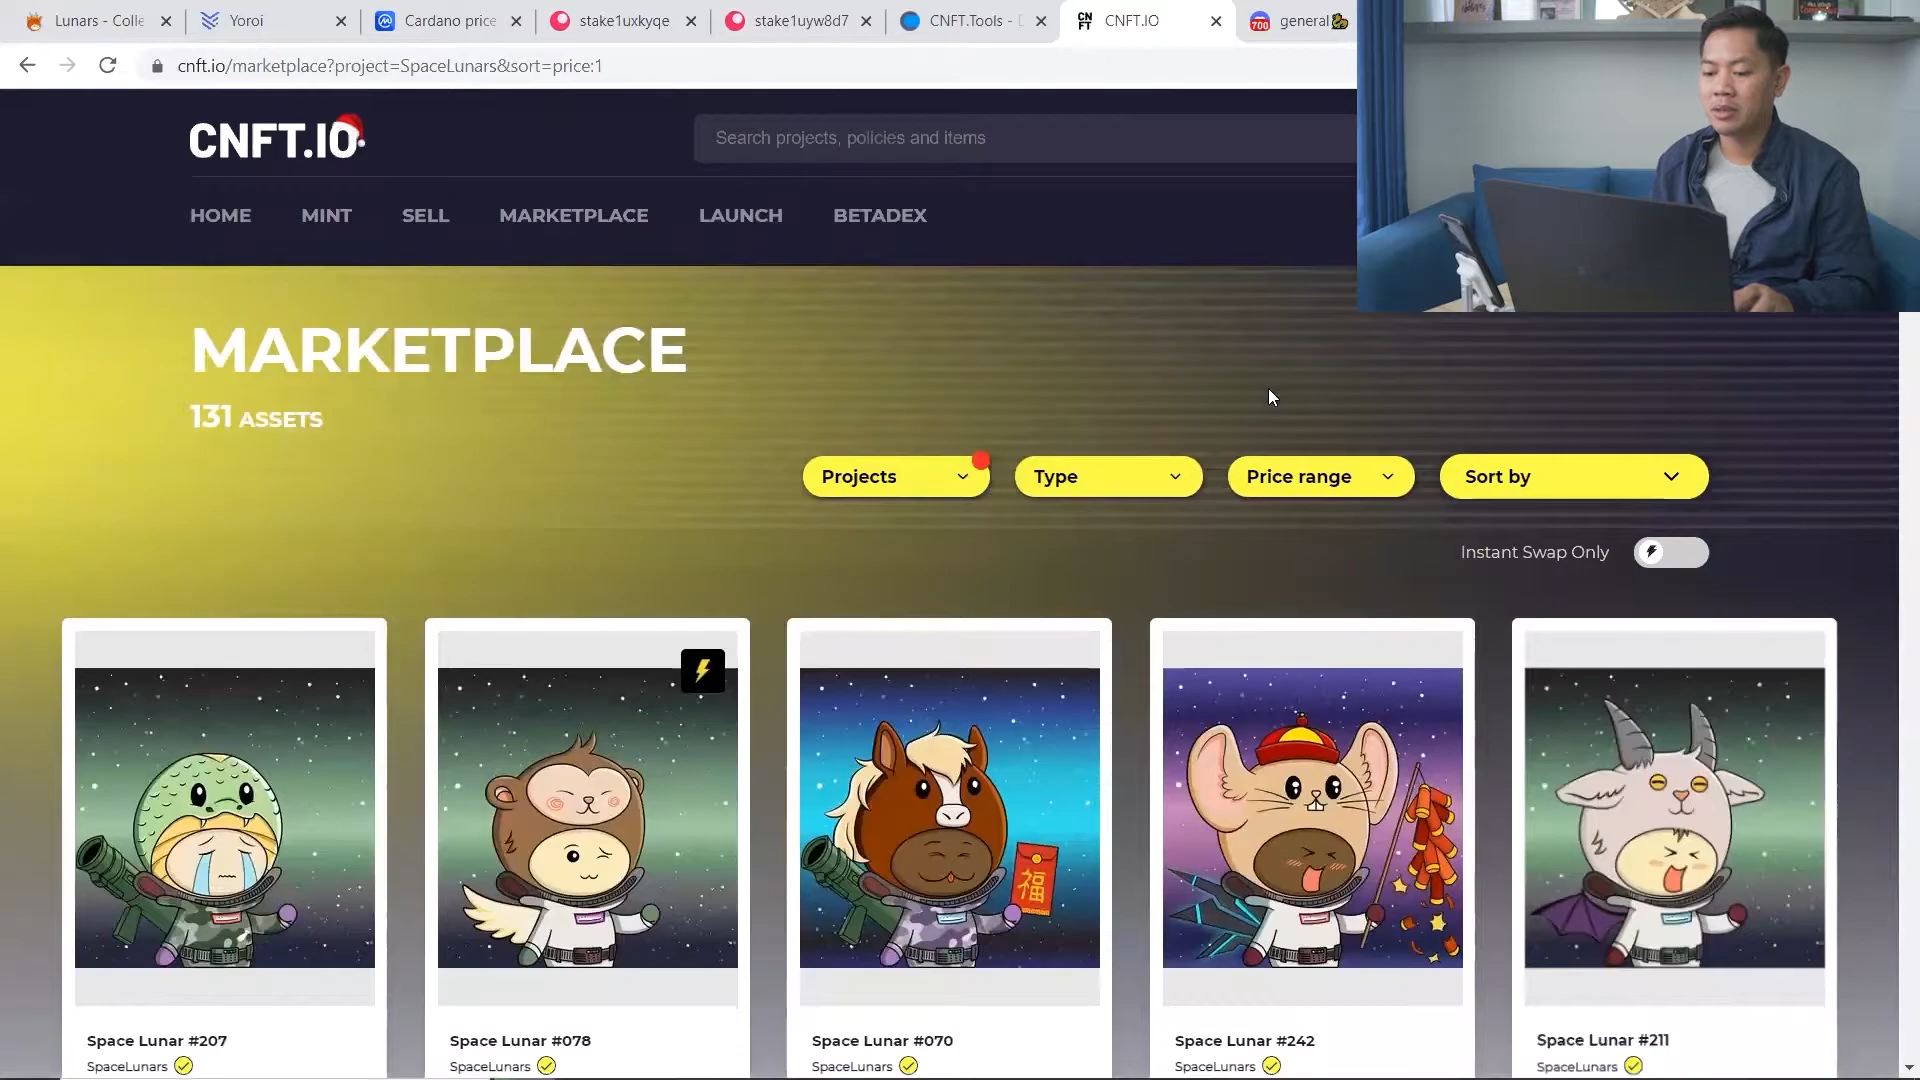 Lunars - Colle
Yoroi
Cardano price
stake1uxkyqe
stake1uyw8d7
CNFT.Tools -
CN
FT
CNFT.IO
700
general
cnft.io/marketplace?project=SpaceLunars&sort=price:1
CNFT.IO
Search projects, policies and items
HOME
MINT
SELL
MARKETPLACE
LAUNCH
BETADEX
MARKETPLACE
131 ASSETS
Projects
Type
Price range
Sort by
Instant Swap Only
福
Space Lunar #207
Space Lunar #078
Space Lunar #070
Space Lunar #242
Space Lunar #211
SpaceLunars
SpaceLunars
SpaceLunars
SpaceLunars
SpaceLunars